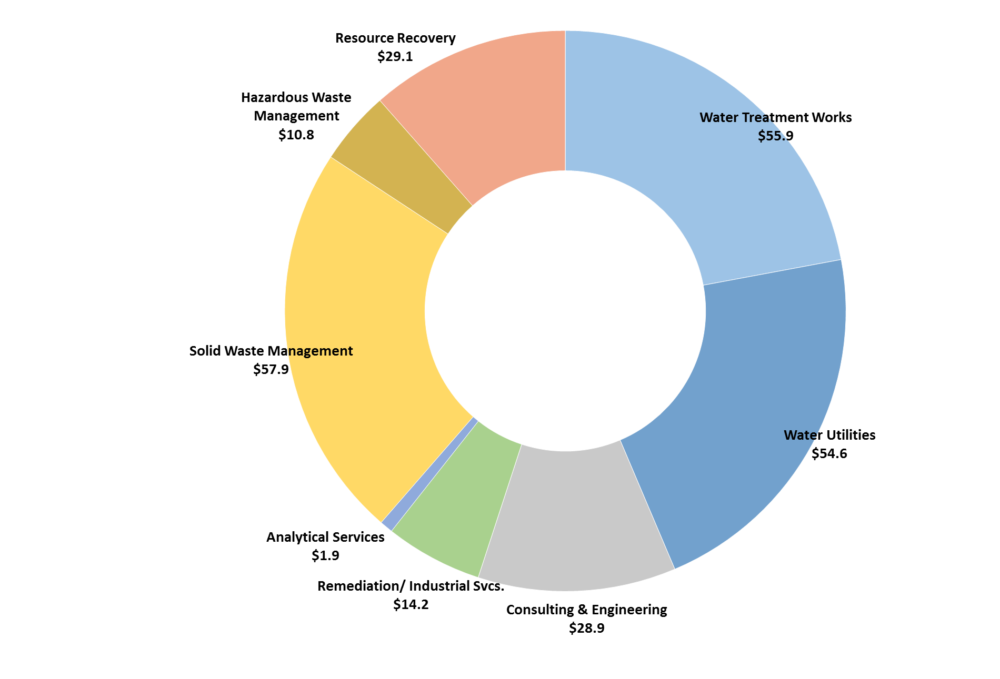 Resource Recovery
$29.1
Hazardous Waste
Management
$10.8
Water Treatment Works
$55.9
Solid Waste Management
$57.9
Water Utilities
$54.6
Analytical Services
$1.9
Remediation/ Industrial Svcs.
$14.2
Consulting & Engineering
$28.9